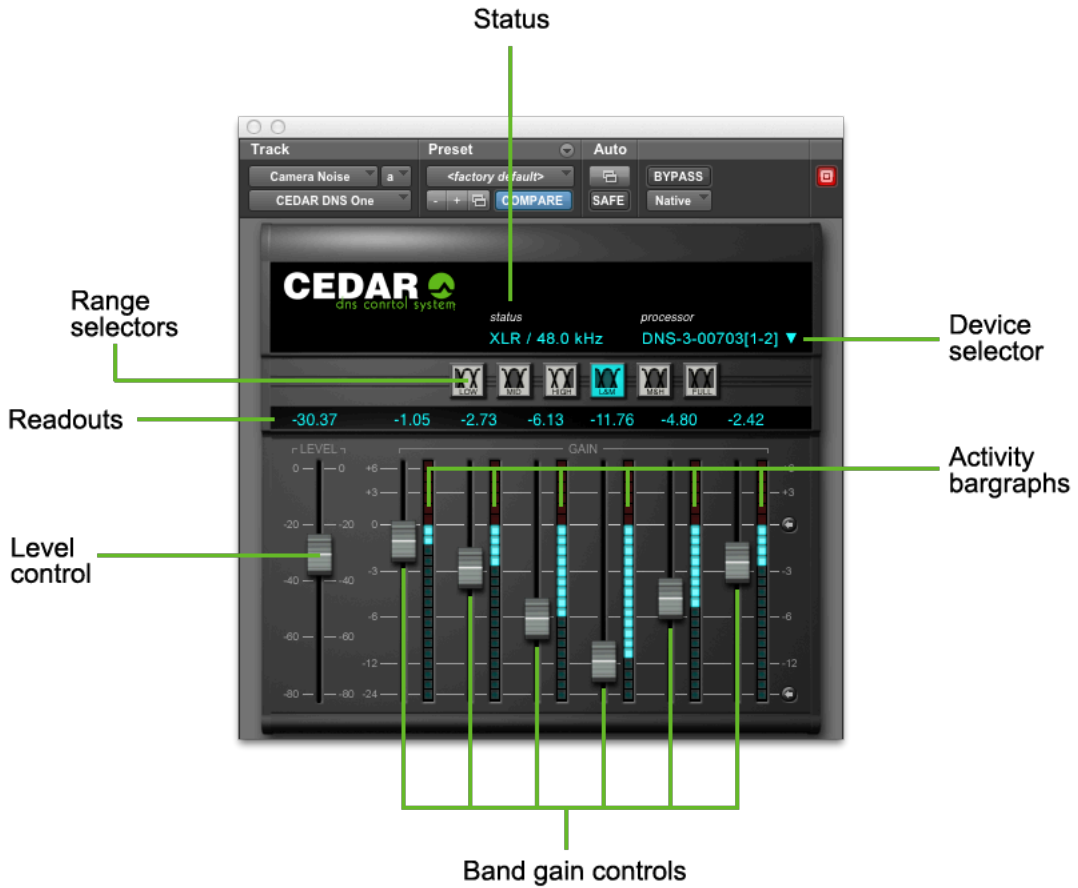 Status
Track Preset Auto
Camera Noise a <factory default> BYPASS
CEDAR DNS One - + COMPARE SAFE Native
CEDAR
dns conrtol system
status processor
XLR / 48.0 kHz DNS-3-00703[1-2]
Range
selectors
Device
selector
LOW MID HIGH L&M M&H FULL
Readouts
-30.37 -1.05 -2.73 -6.13 -11.76 -4.80 -2.42
LEVEL GAIN
0 0 +6
Activity
bargraphs
+3 +3
-20 -20 0
Level
control
-40 -40 -3 -3
-6 -6
-60 -60
-12 -12
-80 -80 -24
Band gain controls